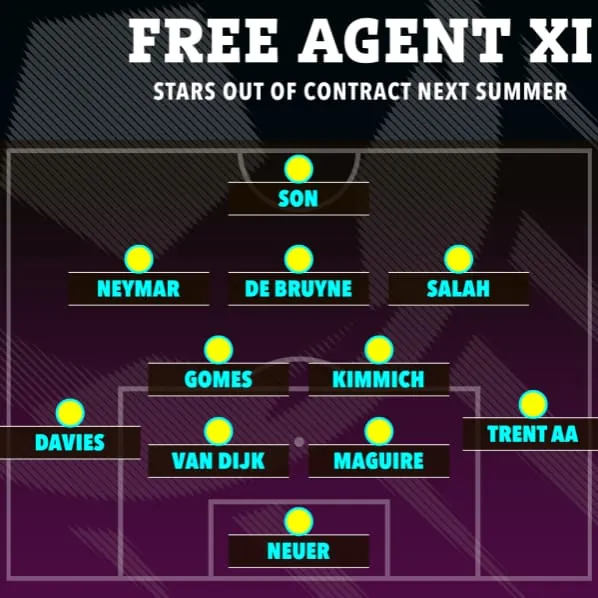 FREE AGENT XI
STARS OUT OF CONTRACT NEXT SUMMER
SON
NEYMAR
DE BRUYNE
SALAH
GOMES
KIMMICH
DAVIES
VAN DIJK
MAGUIRE
TRENT AA
NEUER